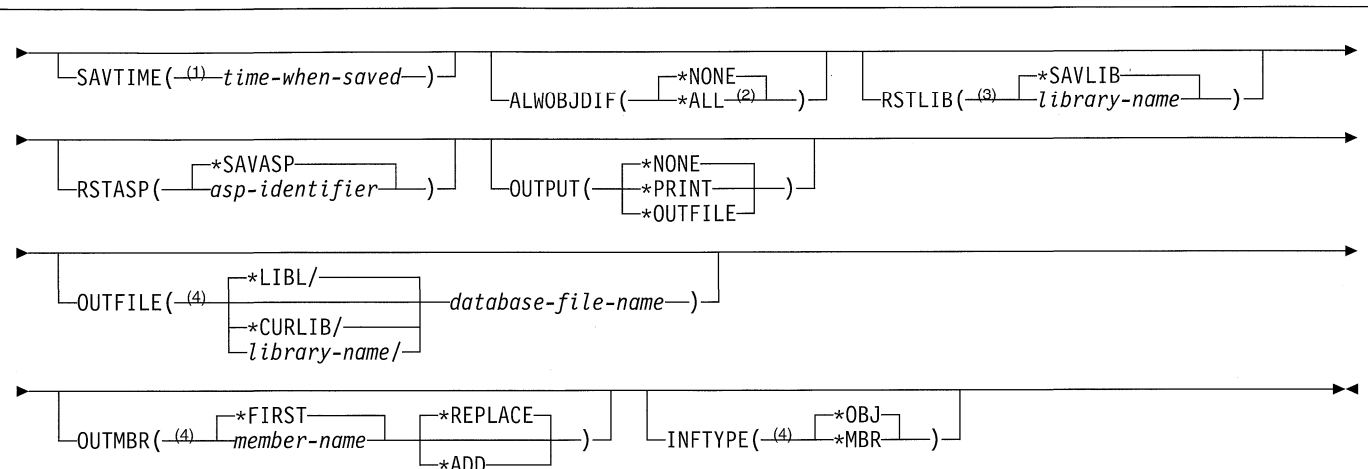 *NONE *SAVLIB
SAVTIME( (1) time-when-saved ) ALWOBJDIF( *ALL (2) ) RSTLIB( (3) library-name )
*SAVASP *NONE
RSTASP( asp-identifier ) OUTPUT( *PRINT )
*OUTFILE
*LIBL/
OUTFILE( (4) database-file-name )
*CURLIB/
library-name/
*FIRST *REPLACE *OBJ
OUTMBR( (4) member-name ) INFTYPE( (4) *MBR )
*ADD